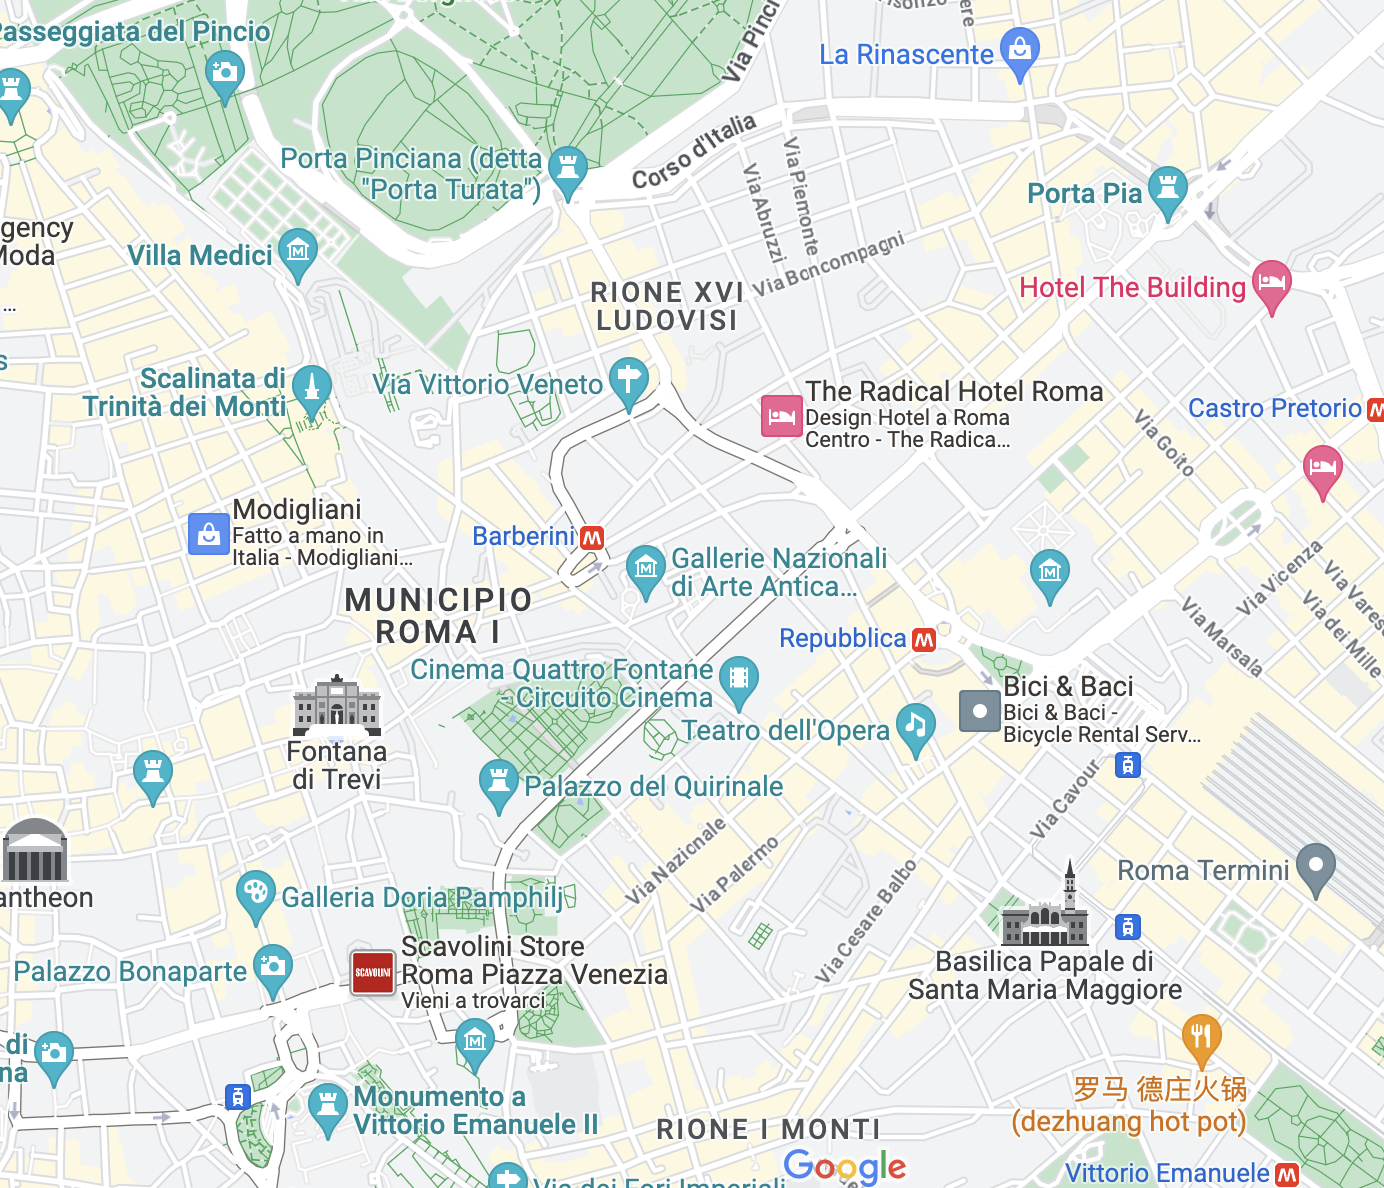 Passeggiata del Pincio
Via Pinci
La Rinascente
Corso d'Italia
Porta Pinciana (detta
"Porta Turata")
Via Piemonte
Via Abruzzi
Via Boncompagni
Porta Pia
gency
Moda
...
s
Villa Medici
RIONE XVI
LUDOVISI
Hotel The Building
Scalinata di
Trinità dei Monti
Via Vittorio Veneto
The Radical Hotel Roma
Design Hotel a Roma
Centro - The Radica...
Castro Pretorio
M
Via Goito
Modigliani
Fatto a mano in
Italia - Modigliani...
Barberini
M
Gallerie Nazionali
di Arte Antica...
MUNICIPIO
ROMA I
Via Vicenza
Via Varese
Via dei Mille
Via Marsala
Repubblica
M
Cinema Quattro Fontane
- Circuito Cinema
Teatro dell'Opera
Bici & Baci
Bici & Baci -
Bicycle Rental Serv...
Fontana
di Trevi
Palazzo del Quirinale
Via Cavour
Via Nazionale
Via Palermo
Via Cesare Balbo
Roma Termini
antheon
Galleria Doria Pamphilj
SCAVOLINI
Scavolini Store
Roma Piazza Venezia
Vieni a trovarci
Palazzo Bonaparte
Basilica Papale di
Santa Maria Maggiore
di
na
罗马 德庄火锅
(dezhuang hot pot)
Monumento a
Vittorio Emanuele II
RIONE I MONTI
Google
Vittorio Emanuele
M
Via dei Fori Imperiali